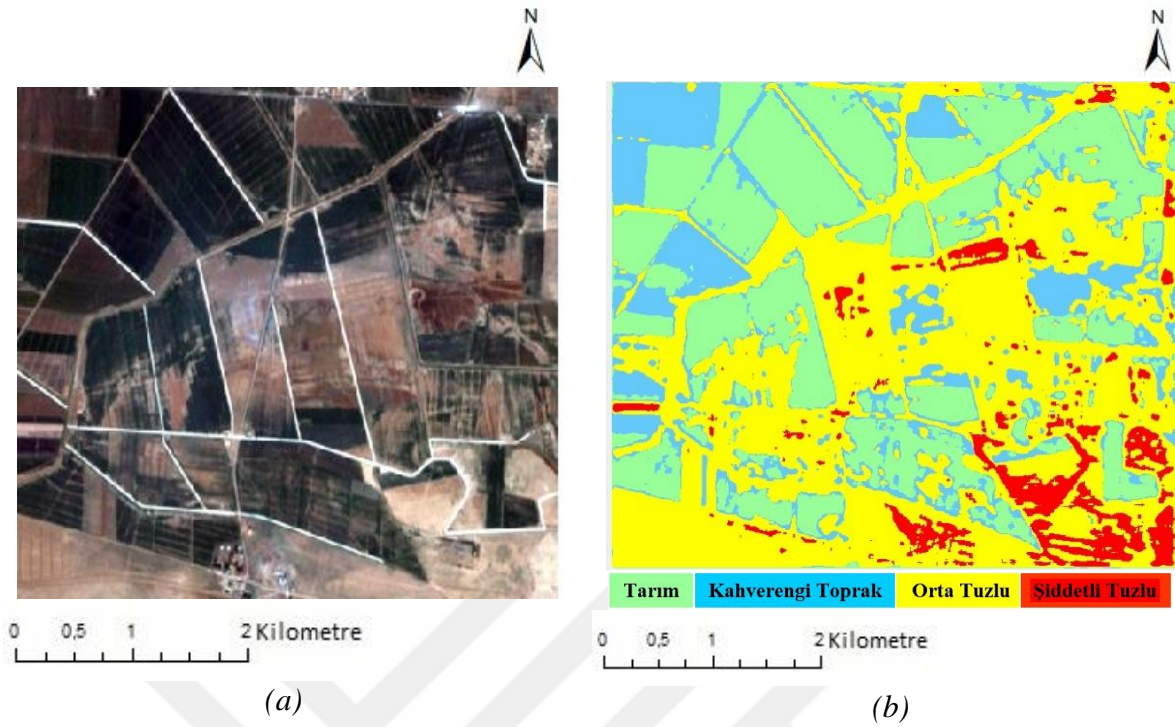 N
N
Tarım Kahverengi Toprak Orta Tuzlu Şiddetli Tuzlu
0 0,5 1 2 Kilometre
0 0,5 1 2 Kilometre
(a)
(b)